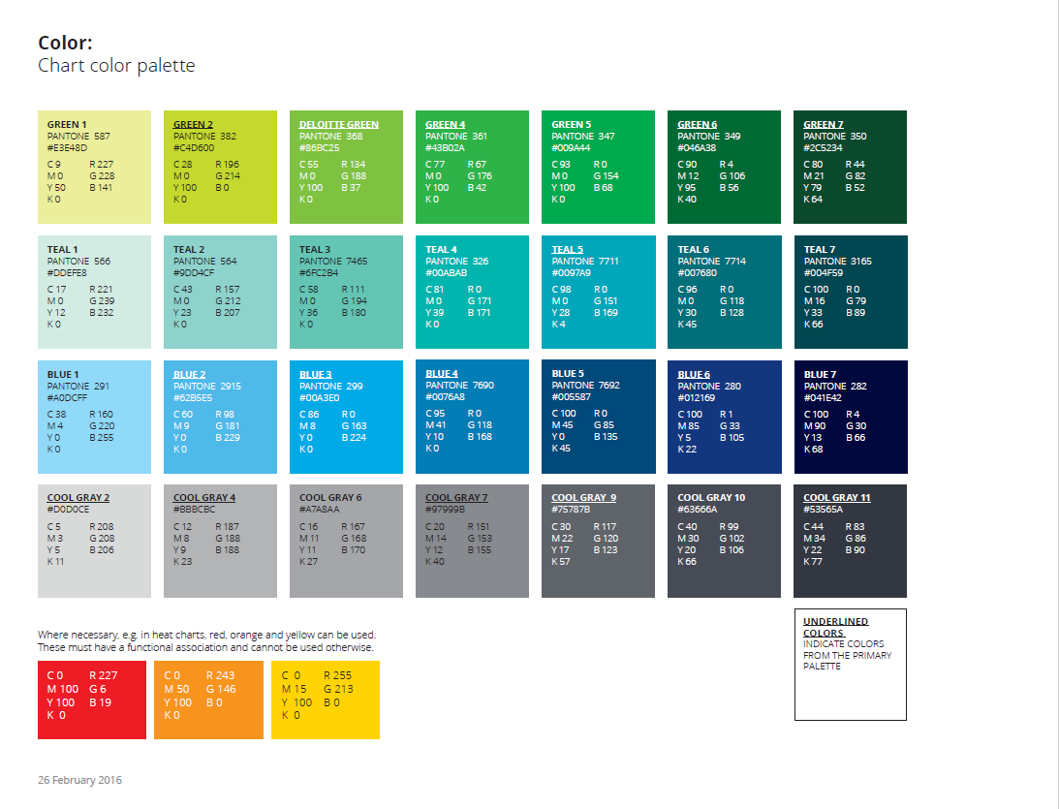 Color:
Chart color palette
GREEN 1
PANTONE 587
#E3E48D
C 9 R 227
M 0 G 228
Y 50 B 141
K 0
GREEN 2
PANTONE 382
#C4D600
C 28 R 196
M 0 G 214
Y 100 B 0
K 0
DELOITTE GREEN
PANTONE 368
#86BC25
C 55 R 134
M 0 G 188
Y 100 B 37
K 0
GREEN 4
PANTONE 361
#43B02A
C 77 R 67
M 0 G 176
Y 100 B 42
K 0
GREEN 5
PANTONE 347
#009A44
C 93 R 0
M 0 G 154
Y 100 B 68
K 0
GREEN 6
PANTONE 349
#046A38
C 90 R 4
M 12 G 106
Y 95 B 56
K 40
GREEN 7
PANTONE 350
#2C5234
C 80 R 44
M 21 G 82
Y 79 B 52
K 64
TEAL 1
PANTONE 566
#DDEFE8
C 17 R 221
M 0 G 239
Y 12 B 232
K 0
TEAL 2
PANTONE 564
#9DD4CF
C 43 R 157
M 0 G 212
Y 23 B 207
K 0
TEAL 3
PANTONE 7465
#6FC2B4
C 58 R 111
M 0 G 194
Y 36 B 180
K 0
TEAL 4
PANTONE 326
#00ABAB
C 81 R 0
M 0 G 171
Y 39 B 171
K 0
TEAL 5
PANTONE 7711
#0097A9
C 98 R 0
M 0 G 151
Y 28 B 169
K 4
TEAL 6
PANTONE 7714
#007680
C 96 R 0
M 0 G 118
Y 30 B 128
K 45
TEAL 7
PANTONE 3165
#004F59
C 100 R 0
M 16 G 79
Y 33 B 89
K 66
BLUE 1
PANTONE 291
#A0DCFF
C 38 R 160
M 4 G 220
Y 0 B 255
K 0
BLUE 2
PANTONE 2915
#62B5E5
C 60 R 98
M 9 G 181
Y 0 B 229
K 0
BLUE 3
PANTONE 299
#00A3E0
C 86 R 0
M 8 G 163
Y 0 B 224
K 0
BLUE 4
PANTONE 7690
#0076A8
C 95 R 0
M 41 G 118
Y 10 B 168
K 0
BLUE 5
PANTONE 7692
#005587
C 100 R 0
M 45 G 85
Y 0 B 135
K 45
BLUE 6
PANTONE 280
#012169
C 100 R 1
M 85 G 33
Y 5 B 105
K 22
BLUE 7
PANTONE 282
#041E42
C 100 R 4
M 90 G 30
Y 13 B 66
K 68
COOL GRAY 2
#D0D0CE
C 5 R 208
M 3 G 208
Y 5 B 206
K 11
COOL GRAY 4
#BBBCBC
C 12 R 187
M 8 G 188
Y 9 B 188
K 23
COOL GRAY 6
#A7A8AA
C 16 R 167
M 11 G 168
Y 11 B 170
K 27
COOL GRAY 7
#97999B
C 20 R 151
M 14 G 153
Y 12 B 155
K 40
COOL GRAY 9
#75787B
C 30 R 117
M 22 G 120
Y 17 B 123
K 57
COOL GRAY 10
#63666A
C 40 R 99
M 30 G 102
Y 20 B 106
K 66
COOL GRAY 11
#53565A
C 44 R 83
M 34 G 86
Y 22 B 90
K 77
Where necessary, e.g. in heat charts, red, orange and yellow can be used.
These must have a functional association and cannot be used otherwise.
C 0 R 227
M 100 G 6
Y 100 B 19
K 0
C 0 R 243
M 50 G 146
Y 100 B 0
K 0
C 0 R 255
M 15 G 213
Y 100 B 0
K 0
UNDERLINED
COLORS
INDICATE COLORS
FROM THE PRIMARY
PALETTE
26 February 2016